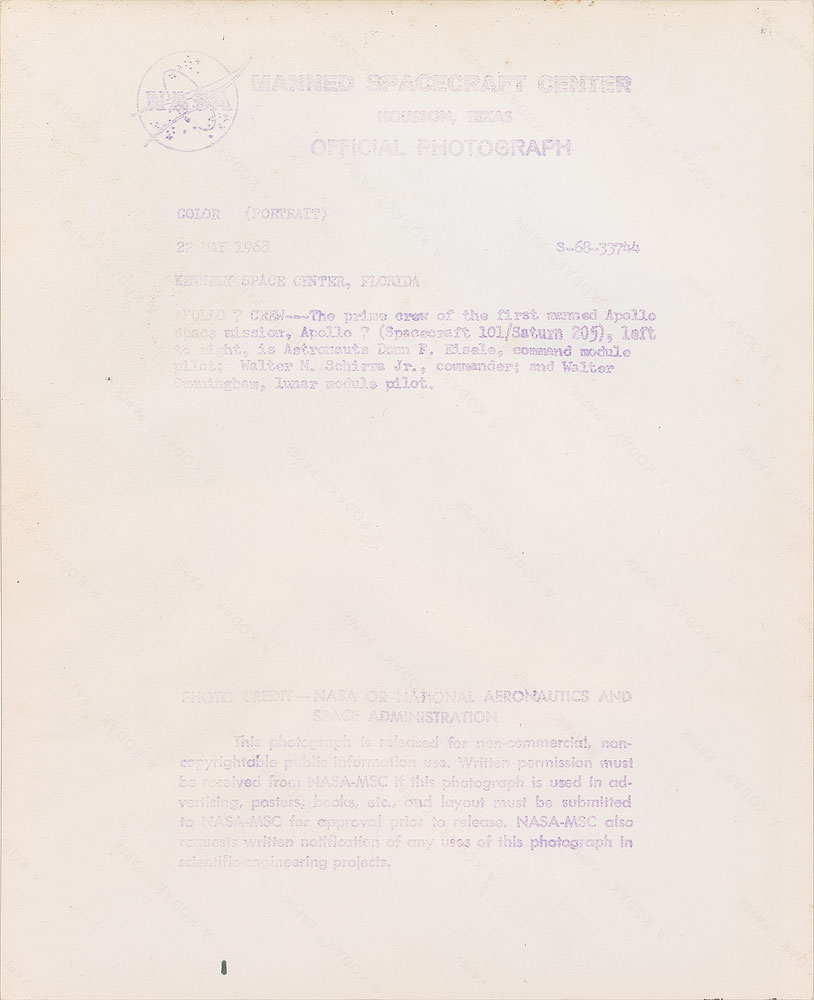 NASA
MANNED SPACECRAFT CENTER
HOUSTON, TEXAS
OFFICIAL PHOTOGRAPH
COLOR (PORTRAIT)
22 MAY 1968 S-68-33744
KENNEDY SPACE CENTER, FLORIDA
APOLLO 7 CREW---The prime crew of the first manned Apollo
space mission, Apollo 7 (Spacecraft 101/Saturn 205), left
to right, is Astronauts Donn F. Eisele, command module
pilot; Walter M. Schirra Jr., commander; and Walter
Cunningham, lunar module pilot.
PHOTO CREDIT — NASA OR NATIONAL AERONAUTICS AND
SPACE ADMINISTRATION
This photograph is released for non-commercial, non-
copyrightable public information use. Written permission must
be received from NASA-MSC if this photograph is used in ad-
vertising, posters, books, etc., and layout must be submitted
to NASA-MSC for approval prior to release. NASA-MSC also
requests written notification of any uses of this photograph in
scientific-engineering projects.
A KODAK PAPER